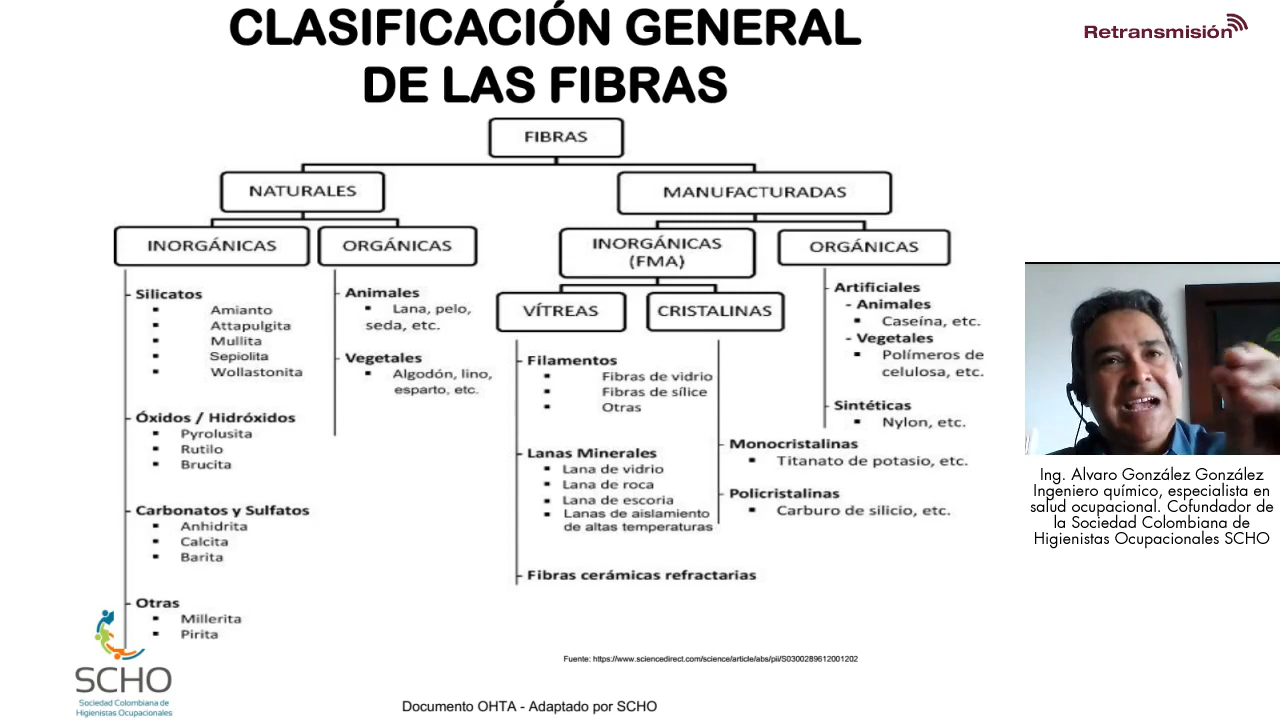 CLASIFICACIÓN GENERAL
DE LAS FIBRAS
Retransmisión
FIBRAS
NATURALES
MANUFACTURADAS
INORGÁNICAS
ORGÁNICAS
INORGÁNICAS
(FMA)
ORGÁNICAS
VÍTREAS
CRISTALINAS
Silicatos
Amianto
Attapulgita
Mullita
Sepiolita
Wollastonita
Óxidos / Hidróxidos
Pyrolusita
Rutilo
Brucita
Carbonatos y Sulfatos
Anhidrita
Calcita
Barita
Otras
Millerita
Pirita
Animales
Lana, pelo,
seda, etc.
Vegetales
Algodón, lino,
esparto, etc.
Filamentos
Fibras de vidrio
Fibras de sílice
Otras
Lanas Minerales
Lana de vidrio
Lana de roca
Lana de escoria
Lanas de aislamiento
de altas temperaturas
Fibras cerámicas refractarias
Monocristalinas
Titanato de potasio, etc.
Policristalinas
Carburo de silicio, etc.
Artificiales
- Animales
Caseína, etc.
- Vegetales
Polímeros de
celulosa, etc.
Sintéticas
Nylon, etc.
Ing. Alvaro González González
Ingeniero químico, especialista en
salud ocupacional. Cofundador de
la Sociedad Colombiana de
Higienistas Ocupacionales SCHO
Fuente: https://www.sciencedirect.com/science/article/abs/pii/S0300289612001202
SCHO
Sociedad Colombiana de
Higienistas Ocupacionales
Documento OHTA - Adaptado por SCHO